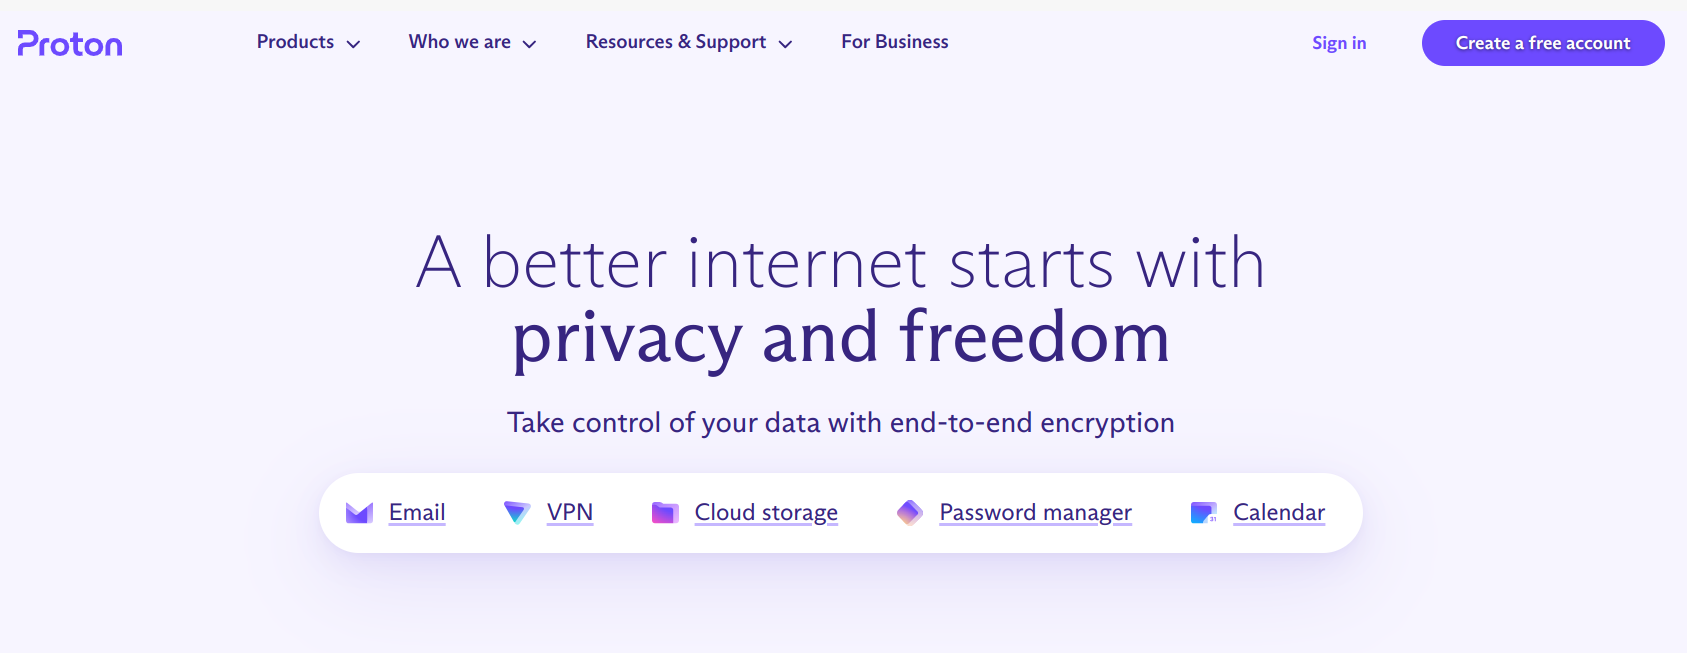 Proton
Products Who we are Resources & Support For Business Sign in Create a free account
A better internet starts with
privacy and freedom
Take control of your data with end-to-end encryption
Email VPN Cloud storage Password manager 31 Calendar